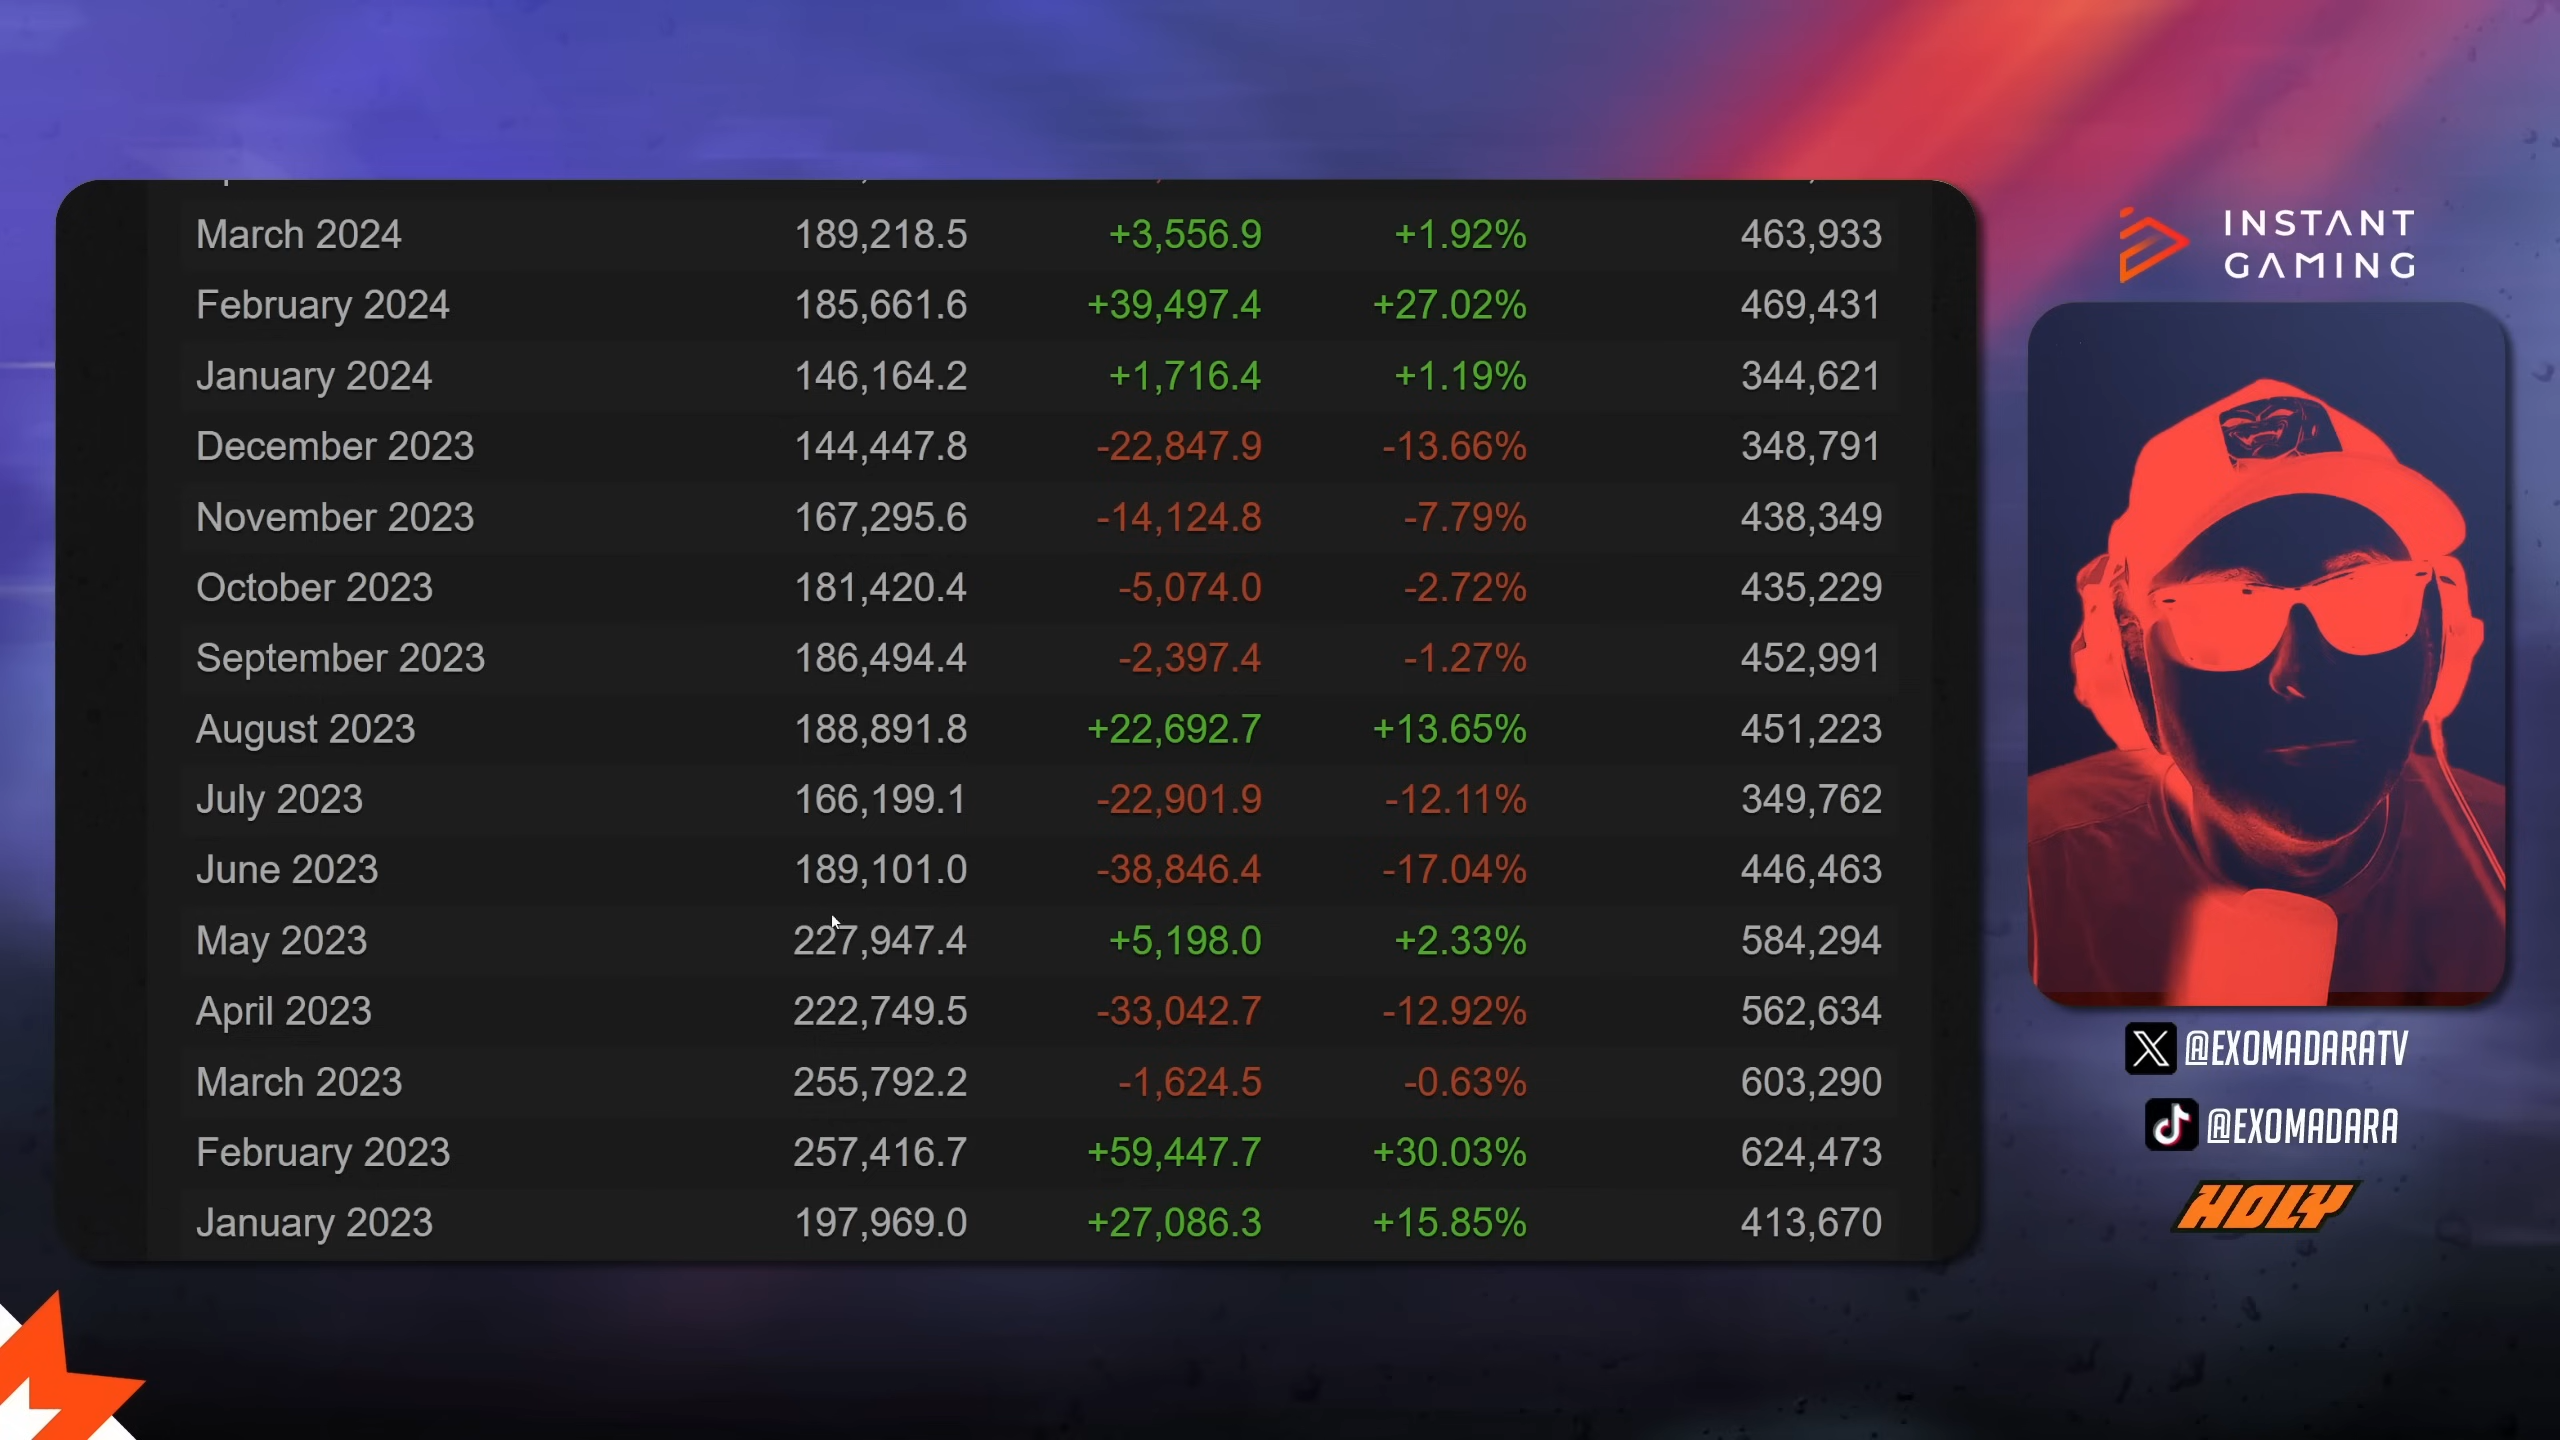 March 2024 189,218.5 +3,556.9 +1.92% 463,933
February 2024 185,661.6 +39,497.4 +27.02% 469,431
January 2024 146,164.2 +1,716.4 +1.19% 344,621
December 2023 144,447.8 -22,847.9 -13.66% 348,791
November 2023 167,295.6 -14,124.8 -7.79% 438,349
October 2023 181,420.4 -5,074.0 -2.72% 435,229
September 2023 186,494.4 -2,397.4 -1.27% 452,991
August 2023 188,891.8 +22,692.7 +13.65% 451,223
July 2023 166,199.1 -22,901.9 -12.11% 349,762
June 2023 189,101.0 -38,846.4 -17.04% 446,463
May 2023 227,947.4 +5,198.0 +2.33% 584,294
April 2023 222,749.5 -33,042.7 -12.92% 562,634
March 2023 255,792.2 -1,624.5 -0.63% 603,290
February 2023 257,416.7 +59,447.7 +30.03% 624,473
January 2023 197,969.0 +27,086.3 +15.85% 413,670
INSTANT
GAMING
@EXOMADARATV
@EXOMADARA
HOLY